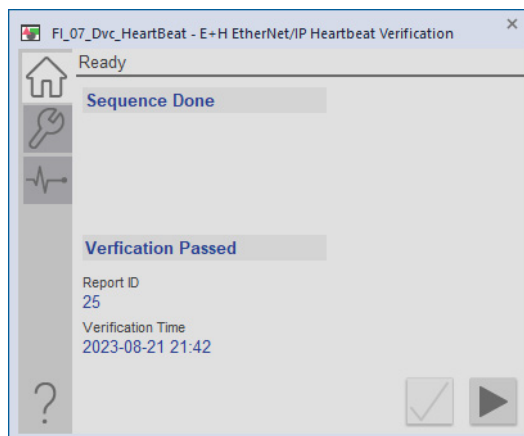 FI_07_Dvc_HeartBeat - E+H EtherNet/IP Heartbeat Verification
Ready
Sequence Done
Verfication Passed
Report ID
25
Verification Time
2023-08-21 21:42
?